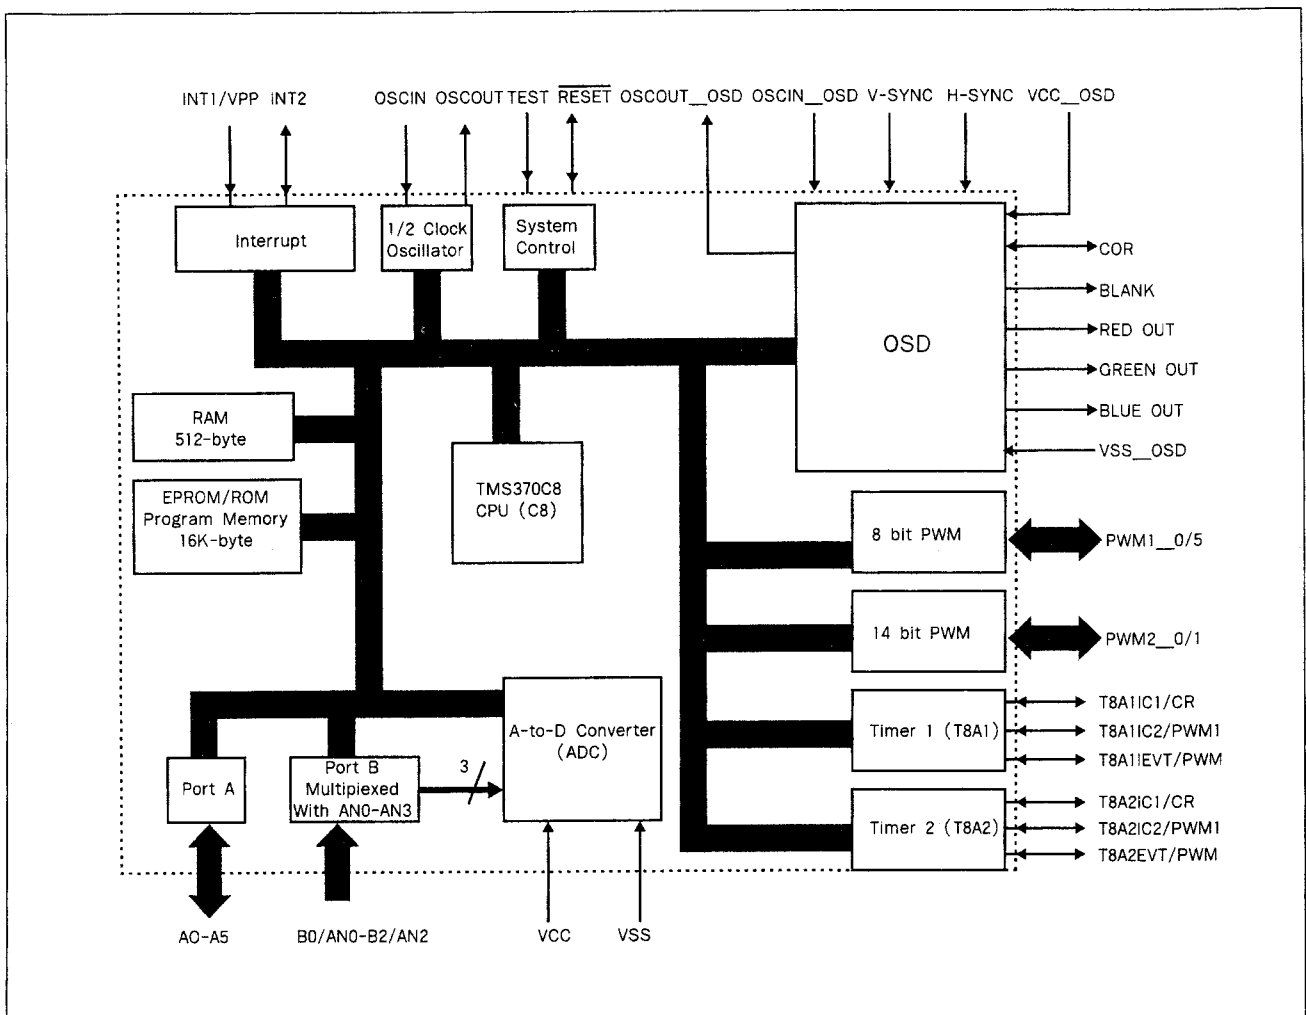 INT1/VPP INT2 OSCIN OSCOUT TEST RESET OSCOUT__OSD OSCIN__OSD V-SYNC H-SYNC VCC__OSD
Interrupt
1/2 Clock
Oscillator
System
Control
OSD
COR
BLANK
RED OUT
GREEN OUT
BLUE OUT
VSS__OSD
RAM
512-byte
EPROM/ROM
Program Memory
16K-byte
TMS370C8
CPU (C8)
8 bit PWM
PWM1__0/5
14 bit PWM
PWM2__0/1
Timer 1 (T8A1)
T8A1IC1/CR
T8A1IC2/PWM1
T8A1IEVT/PWM
Timer 2 (T8A2)
T8A2IC1/CR
T8A2IC2/PWM1
T8A2EVT/PWM
A-to-D Converter
(ADC)
3
Port A
Port B
Multiplexed
With AN0-AN3
A0-A5
B0/AN0-B2/AN2
VCC
VSS